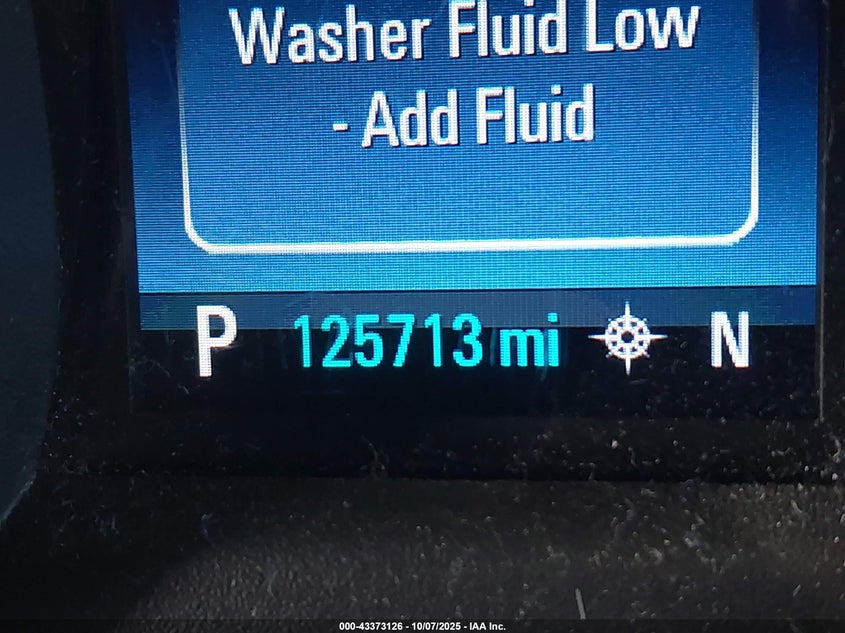 Washer Fluid Low
- Add Fluid
P 125713 mi N
000-43373126 - 10/07/2025 - IAA Inc.